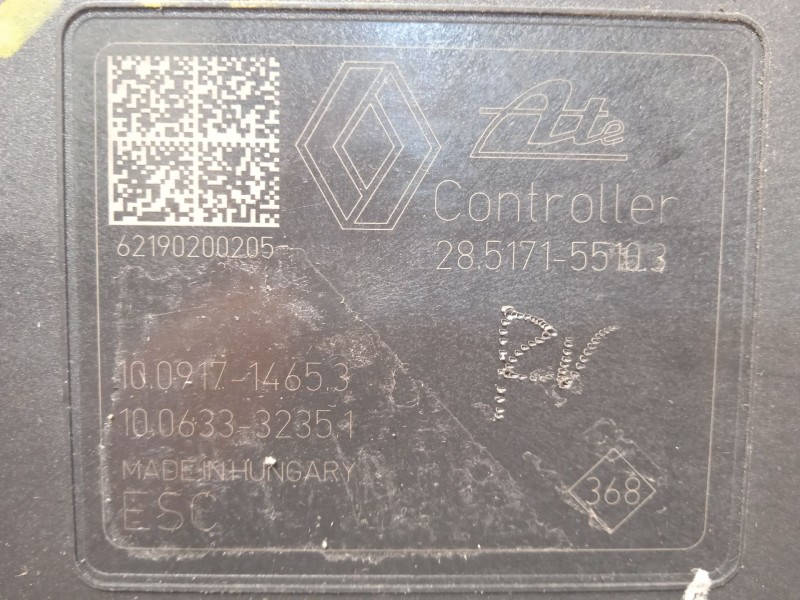 Ate
Controller
62190200205
28.5171-5510.3
10.0917-1465.3
10.0633-3235.1
MADE IN HUNGARY
ESC
368